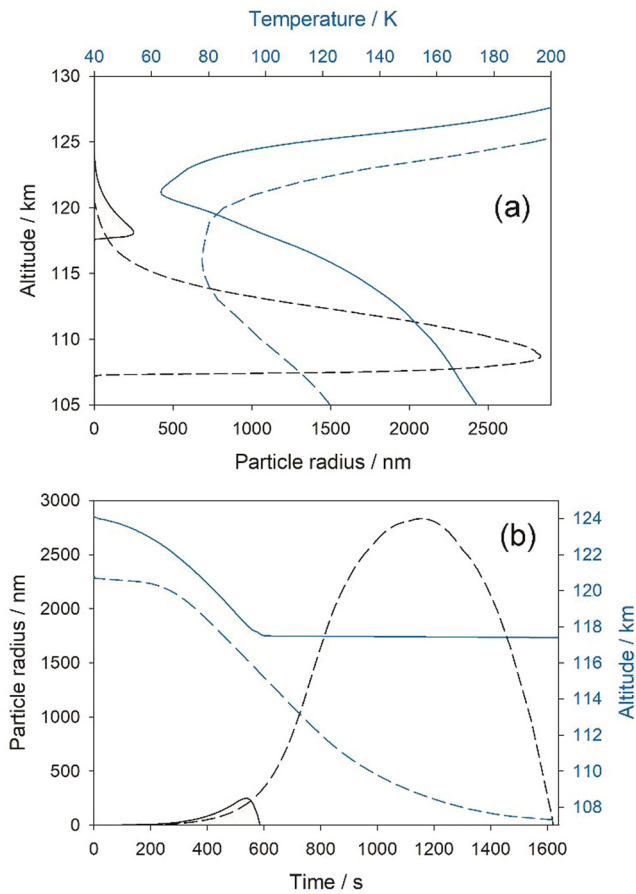 Temperature / K
40 60 80 100 120 140 160 180 200
130
125
120
115
110
105
Altitude / km
(a)
0 500 1000 1500 2000 2500
Particle radius / nm
3000
2500
2000
1500
1000
500
0
Particle radius / nm
(b)
124
122
120
118
116
114
112
110
108
Altitude / km
0 200 400 600 800 1000 1200 1400 1600
Time / s